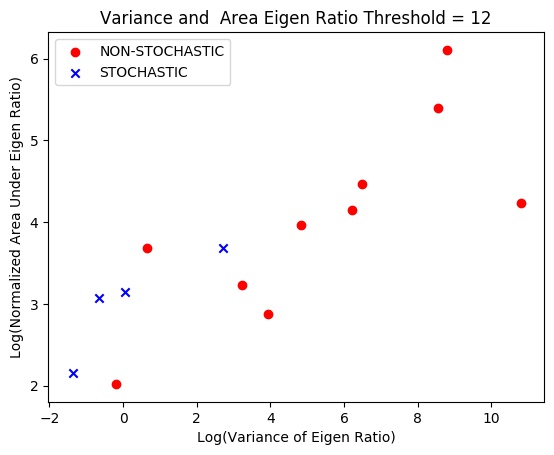 Variance and  Area Eigen Ratio Threshold = 12
NON-STOCHASTIC
STOCHASTIC
Log(Normalized Area Under Eigen Ratio)
6
5
4
3
2
−2
0
2
4
6
8
10
Log(Variance of Eigen Ratio)